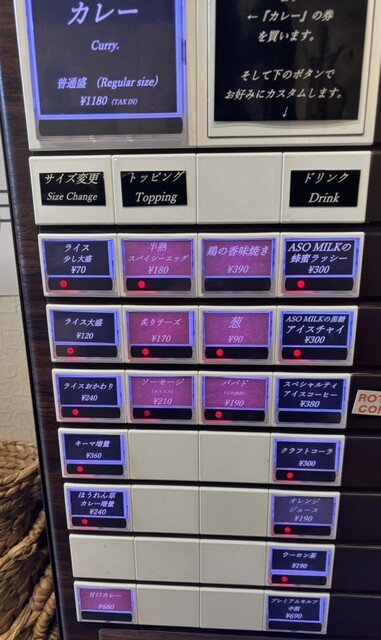 カレー
Curry.
普通盛 (Regular size)
¥1180 (TAX IN)
←『カレー』の券
を買います。
そして下のボタンで
お好みにカスタムします。
↓
サイズ変更
Size Change
トッピング
Topping
ドリンク
Drink
ライス
少し大盛
¥70
半熟
スパイシーエッグ
¥180
鶏の香味焼き
¥390
ASO MILKの
蜂蜜ラッシー
¥300
ライス大盛
¥120
炙りチーズ
¥170
葱
¥90
ASO MILKの黒糖
アイスチャイ
¥300
ライスおかわり
¥240
ソーセージ
¥210
パパド
¥190
スペシャルティ
アイスコーヒー
¥380
キーマ増量
¥360
クラフトコーラ
¥300
ほうれん草
カレー増量
¥240
オレンジ
ジュース
¥190
ウーロン茶
¥190
甘口カレー
¥680
プレミアムモルツ
中瓶
¥690